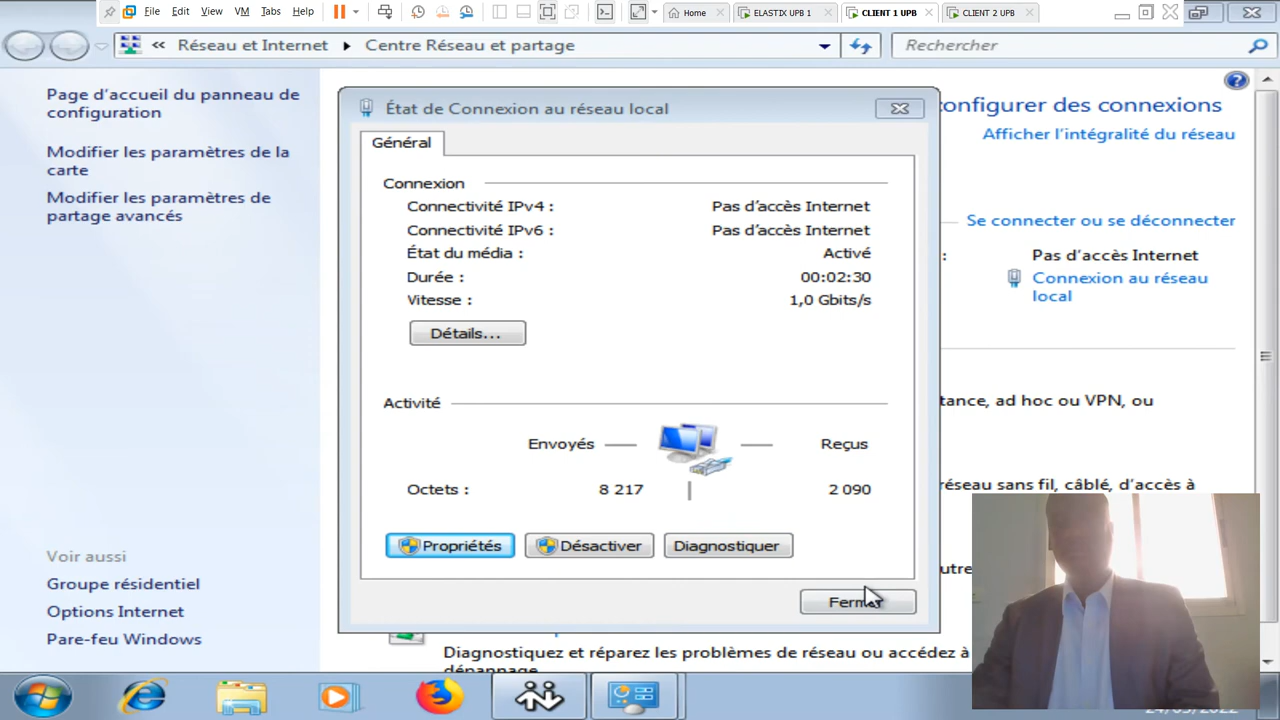 File Edit View VM Tabs Help
Home
ELASTIX UPB 1
CLIENT 1 UPB
CLIENT 2 UPB
Réseau et Internet
Centre Réseau et partage
Rechercher
Page d'accueil du panneau de
configuration
Modifier les paramètres de la
carte
Modifier les paramètres de
partage avancés
Voir aussi
Groupe résidentiel
Options Internet
Pare-feu Windows
État de Connexion au réseau local
Général
Connexion
Connectivité IPv4 : Pas d'accès Internet
Connectivité IPv6 : Pas d'accès Internet
État du média : Activé
Durée : 00:02:30
Vitesse : 1,0 Gbits/s
Détails...
Activité
Envoyés
Reçus
Octets : 8 217 2 090
Propriétés
Désactiver
Diagnostiquer
configurer des connexions
Afficher l'intégralité du réseau
Se connecter ou se déconnecter
: Pas d'accès Internet
Connexion au réseau
local
tance, ad hoc ou VPN, ou
réseau sans fil, câblé, d'accès à
utre
Diagnostiquez et réparez les problèmes de réseau ou accédez à
dépannage.